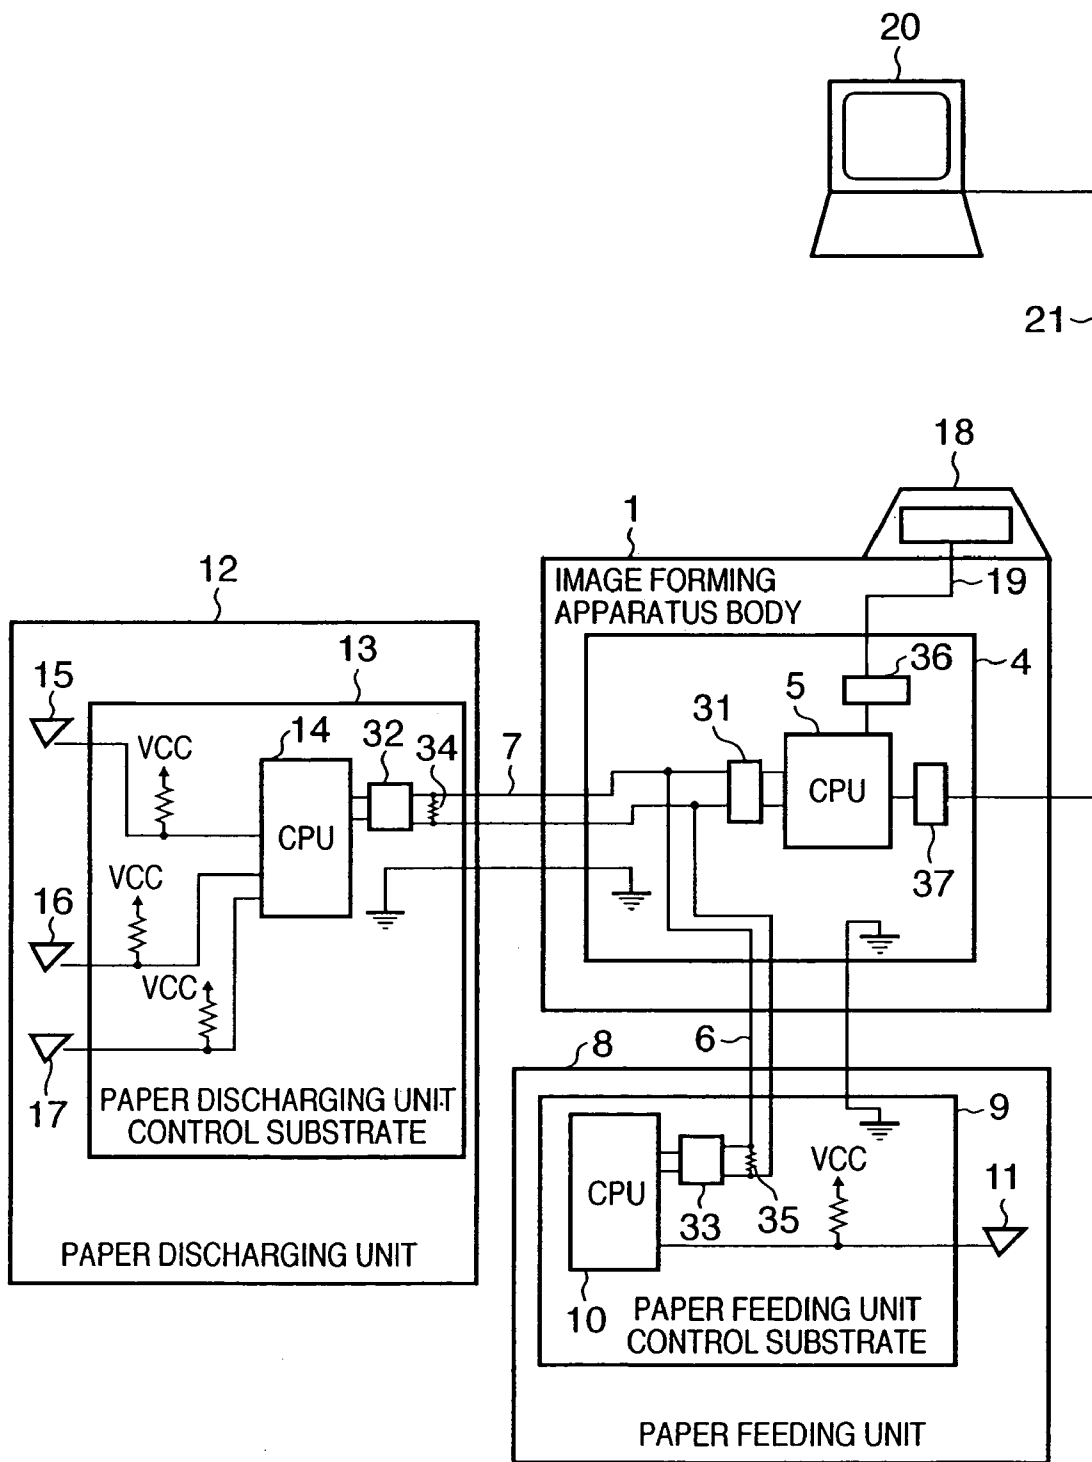 20
21
18
1
IMAGE FORMING
APPARATUS BODY
19
12
13
36
4
15
14
32
34
7
31
5
VCC
CPU
CPU
37
16
VCC
VCC
17
PAPER DISCHARGING UNIT
CONTROL SUBSTRATE
PAPER DISCHARGING UNIT
6
8
9
CPU
33
35
VCC
11
10
PAPER FEEDING UNIT
CONTROL SUBSTRATE
PAPER FEEDING UNIT